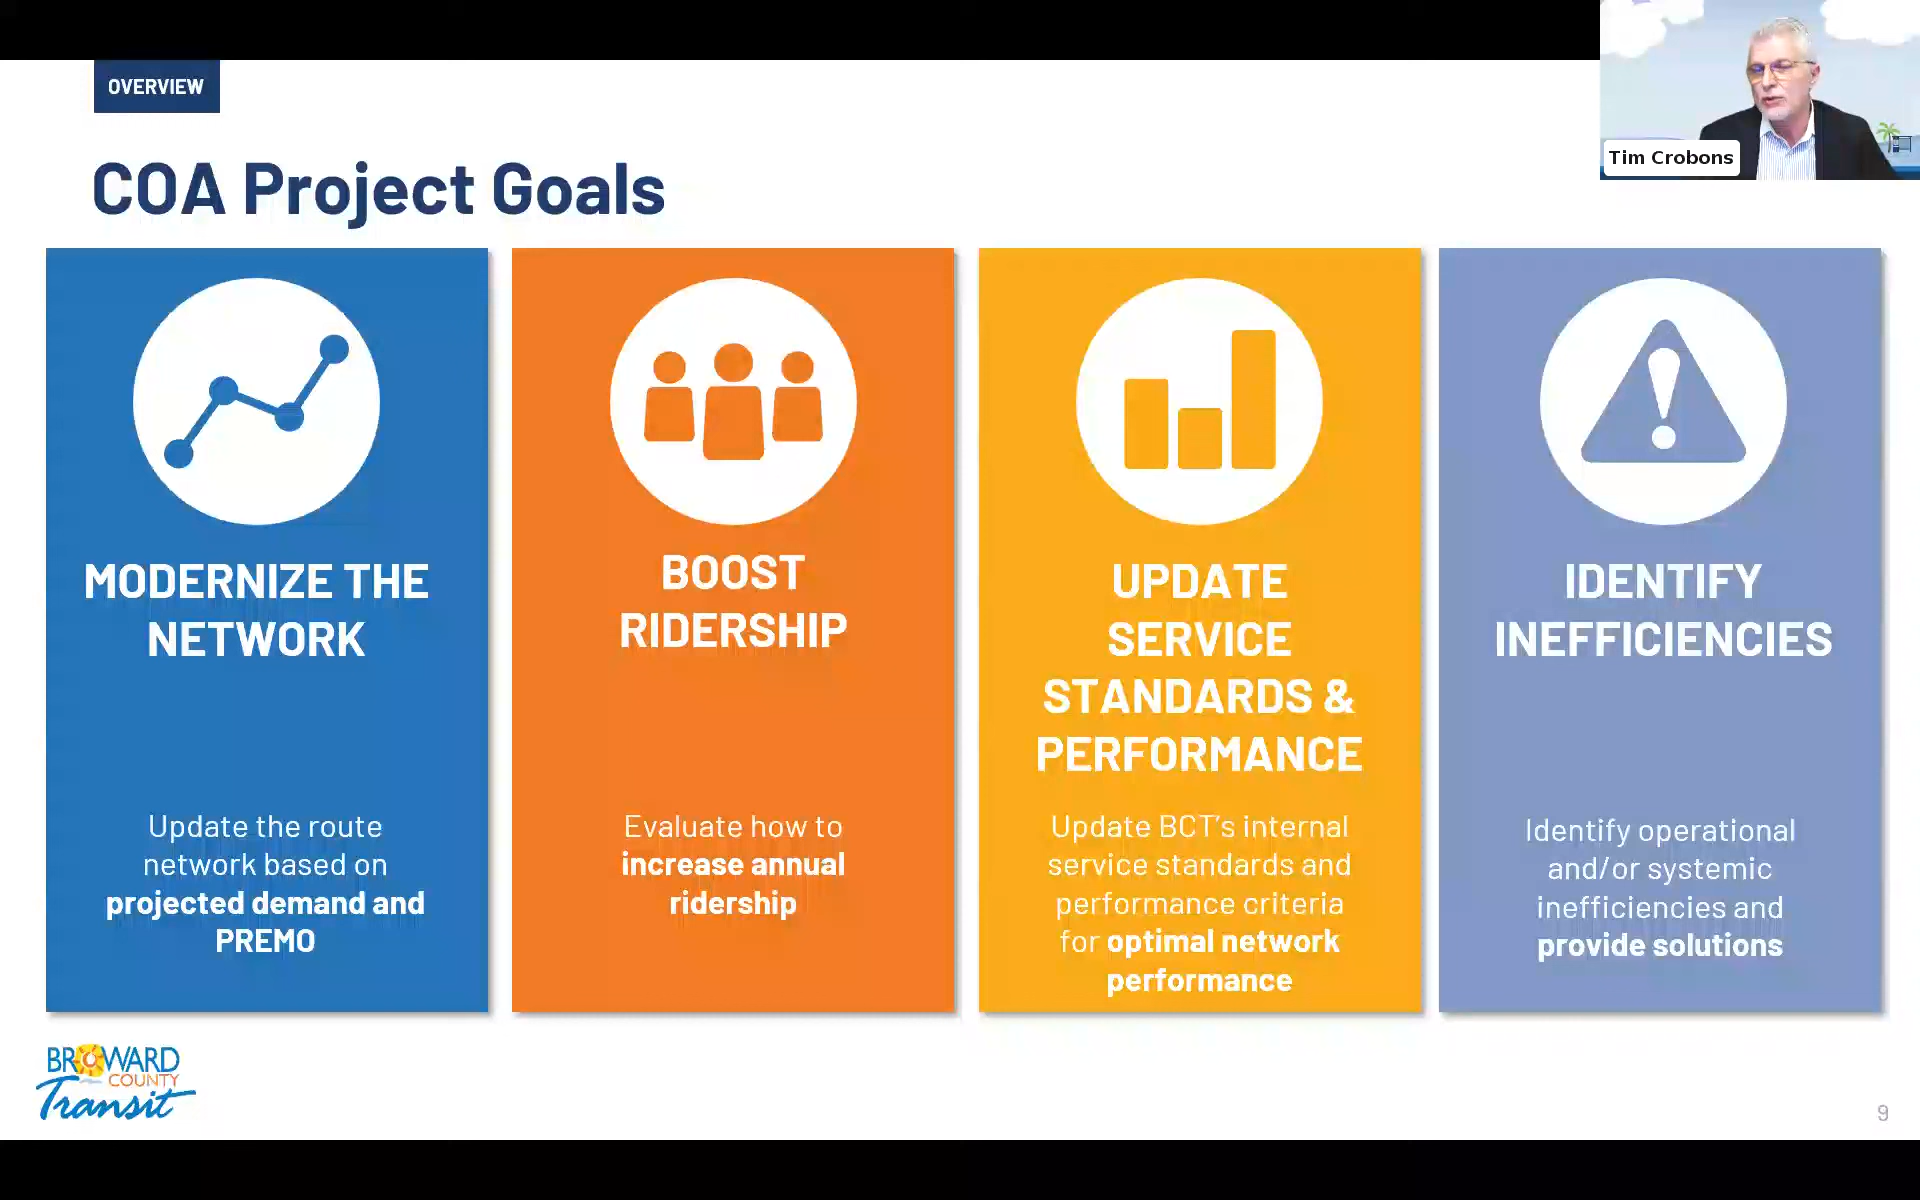 OVERVIEW
Tim Crobons
COA Project Goals
MODERNIZE THE
NETWORK
Update the route
network based on
projected demand and
PREMO
BOOST
RIDERSHIP
Evaluate how to
increase annual
ridership
UPDATE
SERVICE
STANDARDS &
PERFORMANCE
Update BCT's internal
service standards and
performance criteria
for optimal network
performance
IDENTIFY
INEFFICIENCIES
Identify operational
and/or systemic
inefficiencies and
provide solutions
BROWARD
COUNTY
Transit
9